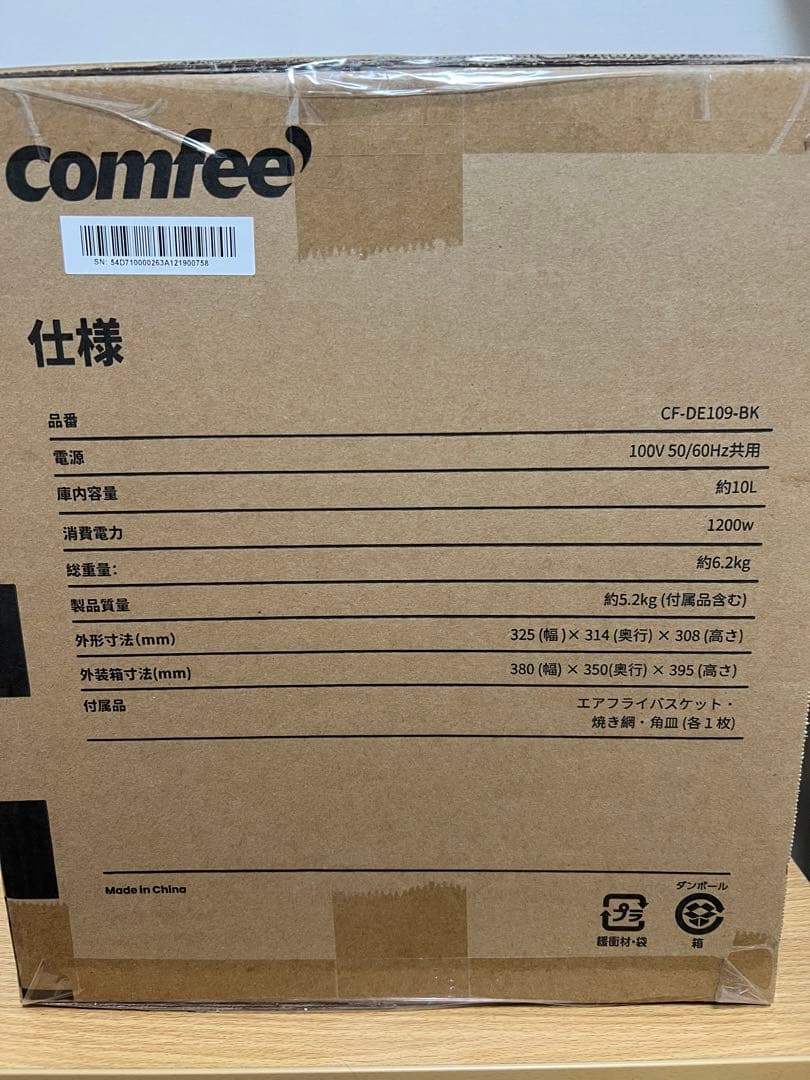 comfee'
SN: 54D710000263A121900758
仕様
品番 CF-DE109-BK
電源 100V 50/60Hz共用
庫内容量 約10L
消費電力 1200w
総重量: 約6.2kg
製品質量 約5.2kg (付属品含む)
外形寸法(mm) 325 (幅 )× 314 (奥行) × 308 (高さ)
外装箱寸法(mm) 380 (幅) × 350(奥行) × 395 (高さ)
付属品 エアフライバスケット・
焼き網・角皿 (各１枚)
Made in China
ダンボール
プラ
緩衝材・袋
箱